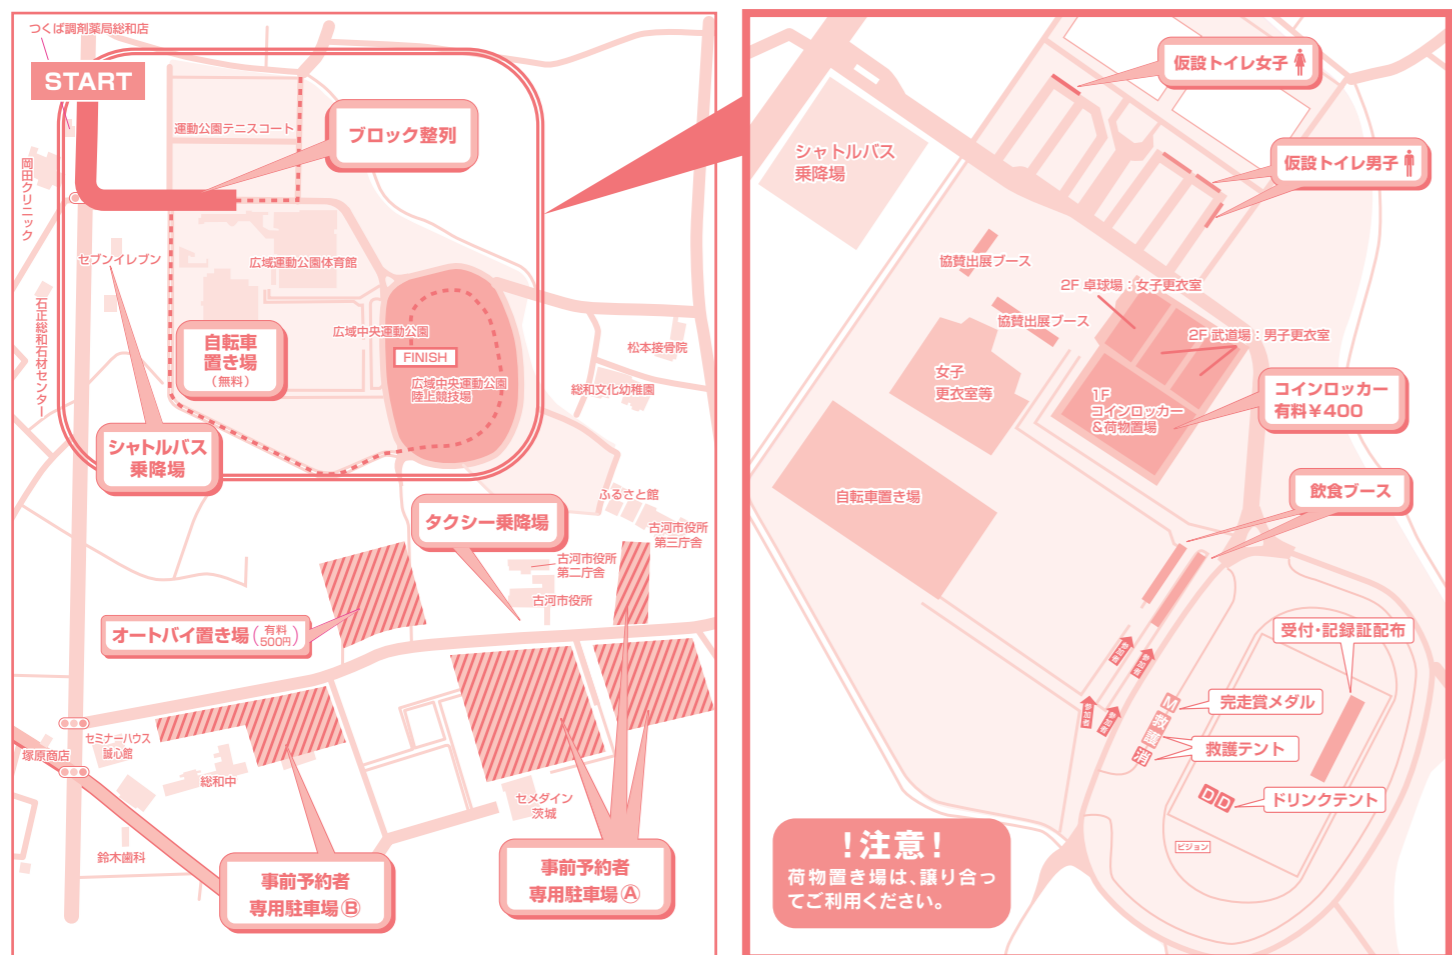 つくば調剤薬局総和店
START
運動公園テニスコート
ブロック整列
岡田クリニック
セブンイレブン
広域運動公園体育館
石正総和石材センター
自転車
置き場
(無料)
広域中央運動公園
FINISH
広域中央運動公園
陸上競技場
松本接骨院
総和文化幼稚園
シャトルバス
乗降場
ふるさと館
タクシー乗降場
古河市役所
第三庁舎
古河市役所
第二庁舎
古河市役所
オートバイ置き場(有料
500円)
セミナーハウス
誠心館
塚原商店
総和中
セメダイン
茨城
鈴木歯科
事前予約者
専用駐車場Ⓑ
事前予約者
専用駐車場Ⓐ
仮設トイレ女子
シャトルバス
乗降場
仮設トイレ男子
協賛出展ブース
2F 卓球場:女子更衣室
協賛出展ブース
2F 武道場:男子更衣室
女子
更衣室等
1F
コインロッカー
&荷物置場
コインロッカー
有料¥400
自転車置き場
飲食ブース
受付・記録証配布
参加者
参加者
参加者
参加者
M
救護
消
完走賞メダル
救護テント
DD
ドリンクテント
ビジョン
!注意!
荷物置き場は、譲り合っ
てご利用ください。